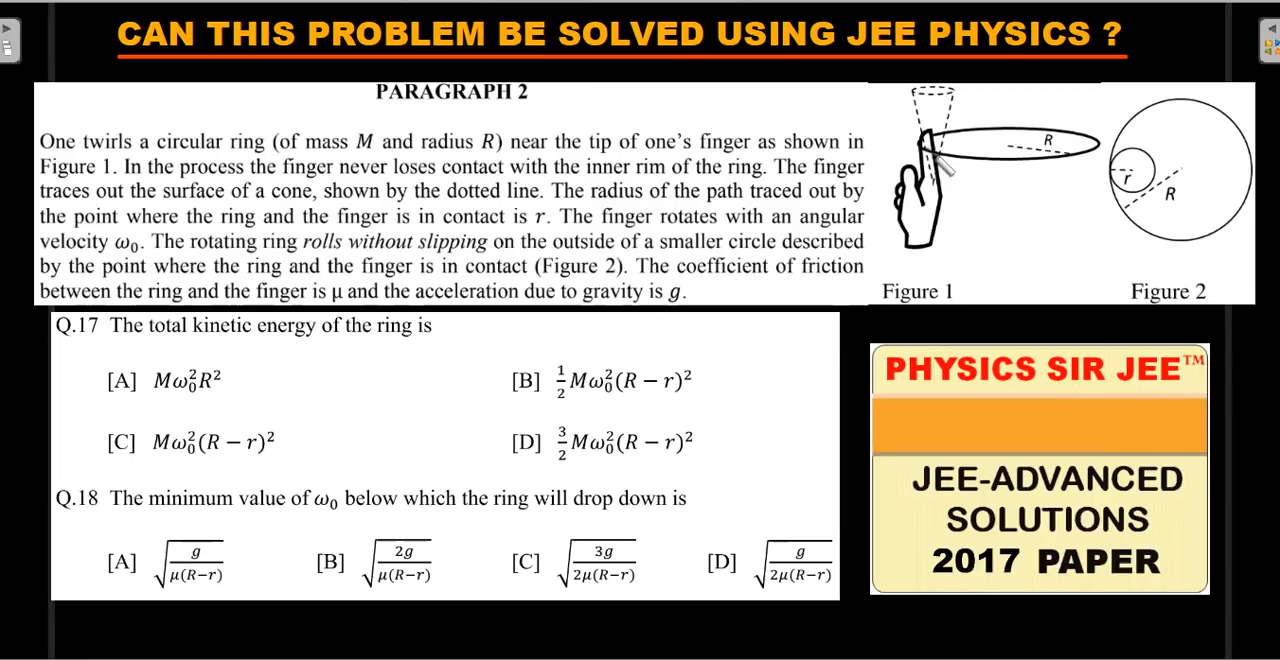 CAN THIS PROBLEM BE SOLVED USING JEE PHYSICS ?
PARAGRAPH 2
One twirls a circular ring (of mass M and radius R) near the tip of one's finger as shown in
Figure 1. In the process the finger never loses contact with the inner rim of the ring. The finger
traces out the surface of a cone, shown by the dotted line. The radius of the path traced out by
the point where the ring and the finger is in contact is r. The finger rotates with an angular
velocity ω₀. The rotating ring rolls without slipping on the outside of a smaller circle described
by the point where the ring and the finger is in contact (Figure 2). The coefficient of friction
between the ring and the finger is μ and the acceleration due to gravity is g.
R
r
R
Figure 1
Figure 2
Q.17 The total kinetic energy of the ring is
[A] Mω₀²R²
[B] 1/2 Mω₀²(R − r)²
[C] Mω₀²(R − r)²
[D] 3/2 Mω₀²(R − r)²
Q.18 The minimum value of ω₀ below which the ring will drop down is
[A] √(g/μ(R−r))
[B] √(2g/μ(R−r))
[C] √(3g/2μ(R−r))
[D] √(g/2μ(R−r))
PHYSICS SIR JEE™
JEE-ADVANCED
SOLUTIONS
2017 PAPER